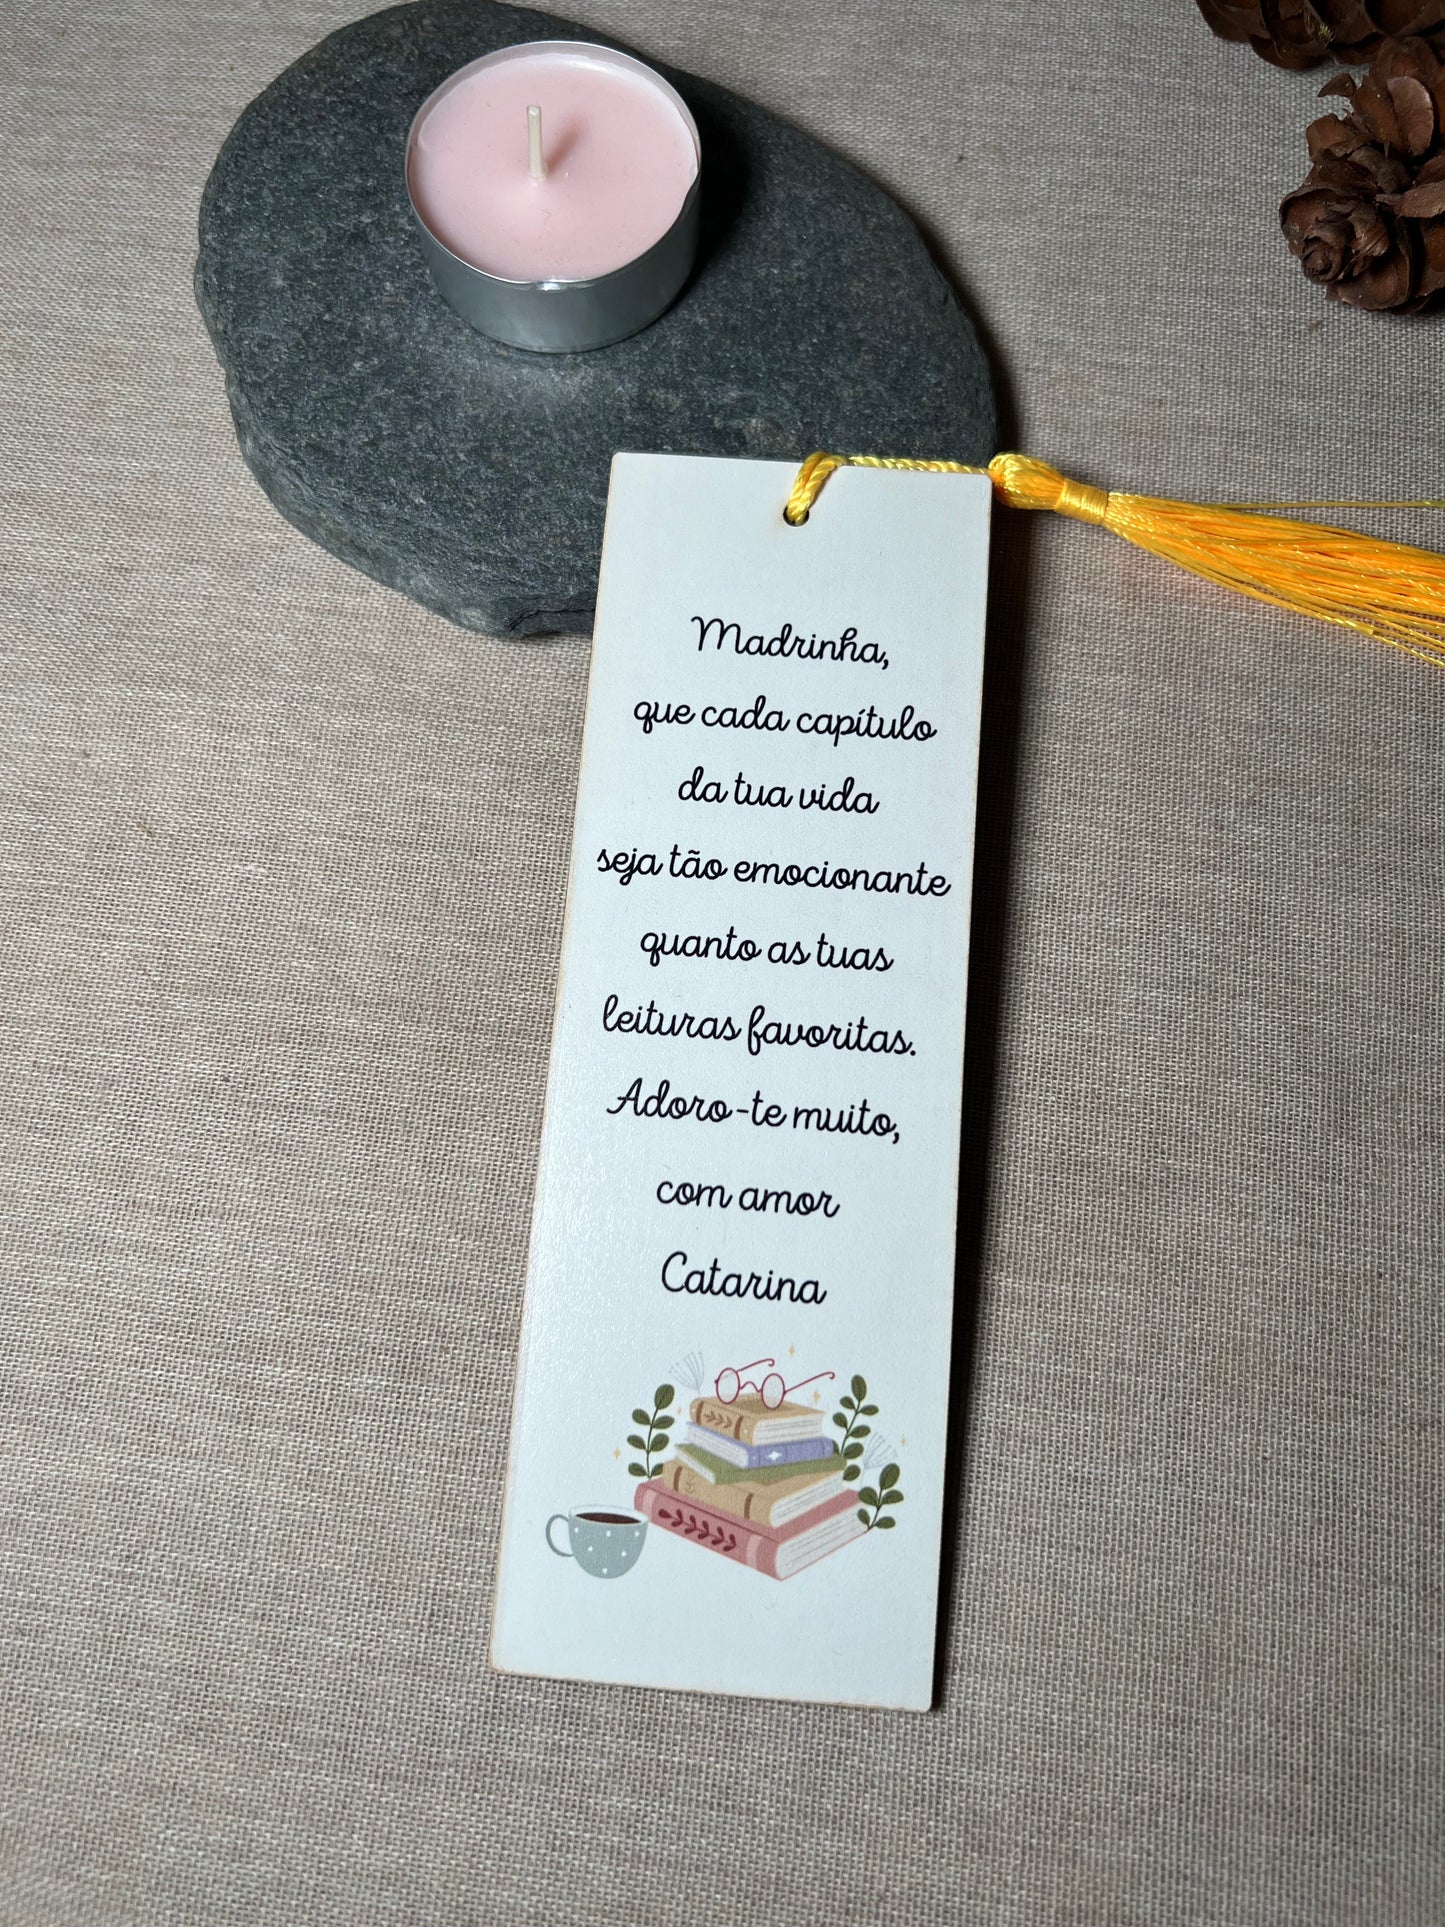 Madrinha,
que cada capítulo
da tua vida
seja tão emocionante
quanto as tuas
leituras favoritas.
Adoro-te muito,
com amor
Catarina